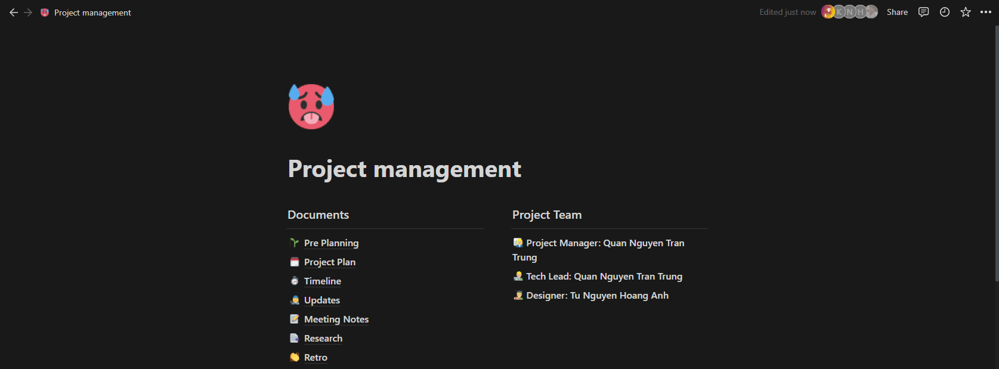 Project management
Edited just now
K N H
Share
Project management
Documents
Pre Planning
Project Plan
Timeline
Updates
Meeting Notes
Research
Retro
Project Team
Project Manager: Quan Nguyen Tran
Trung
Tech Lead: Quan Nguyen Tran Trung
Designer: Tu Nguyen Hoang Anh